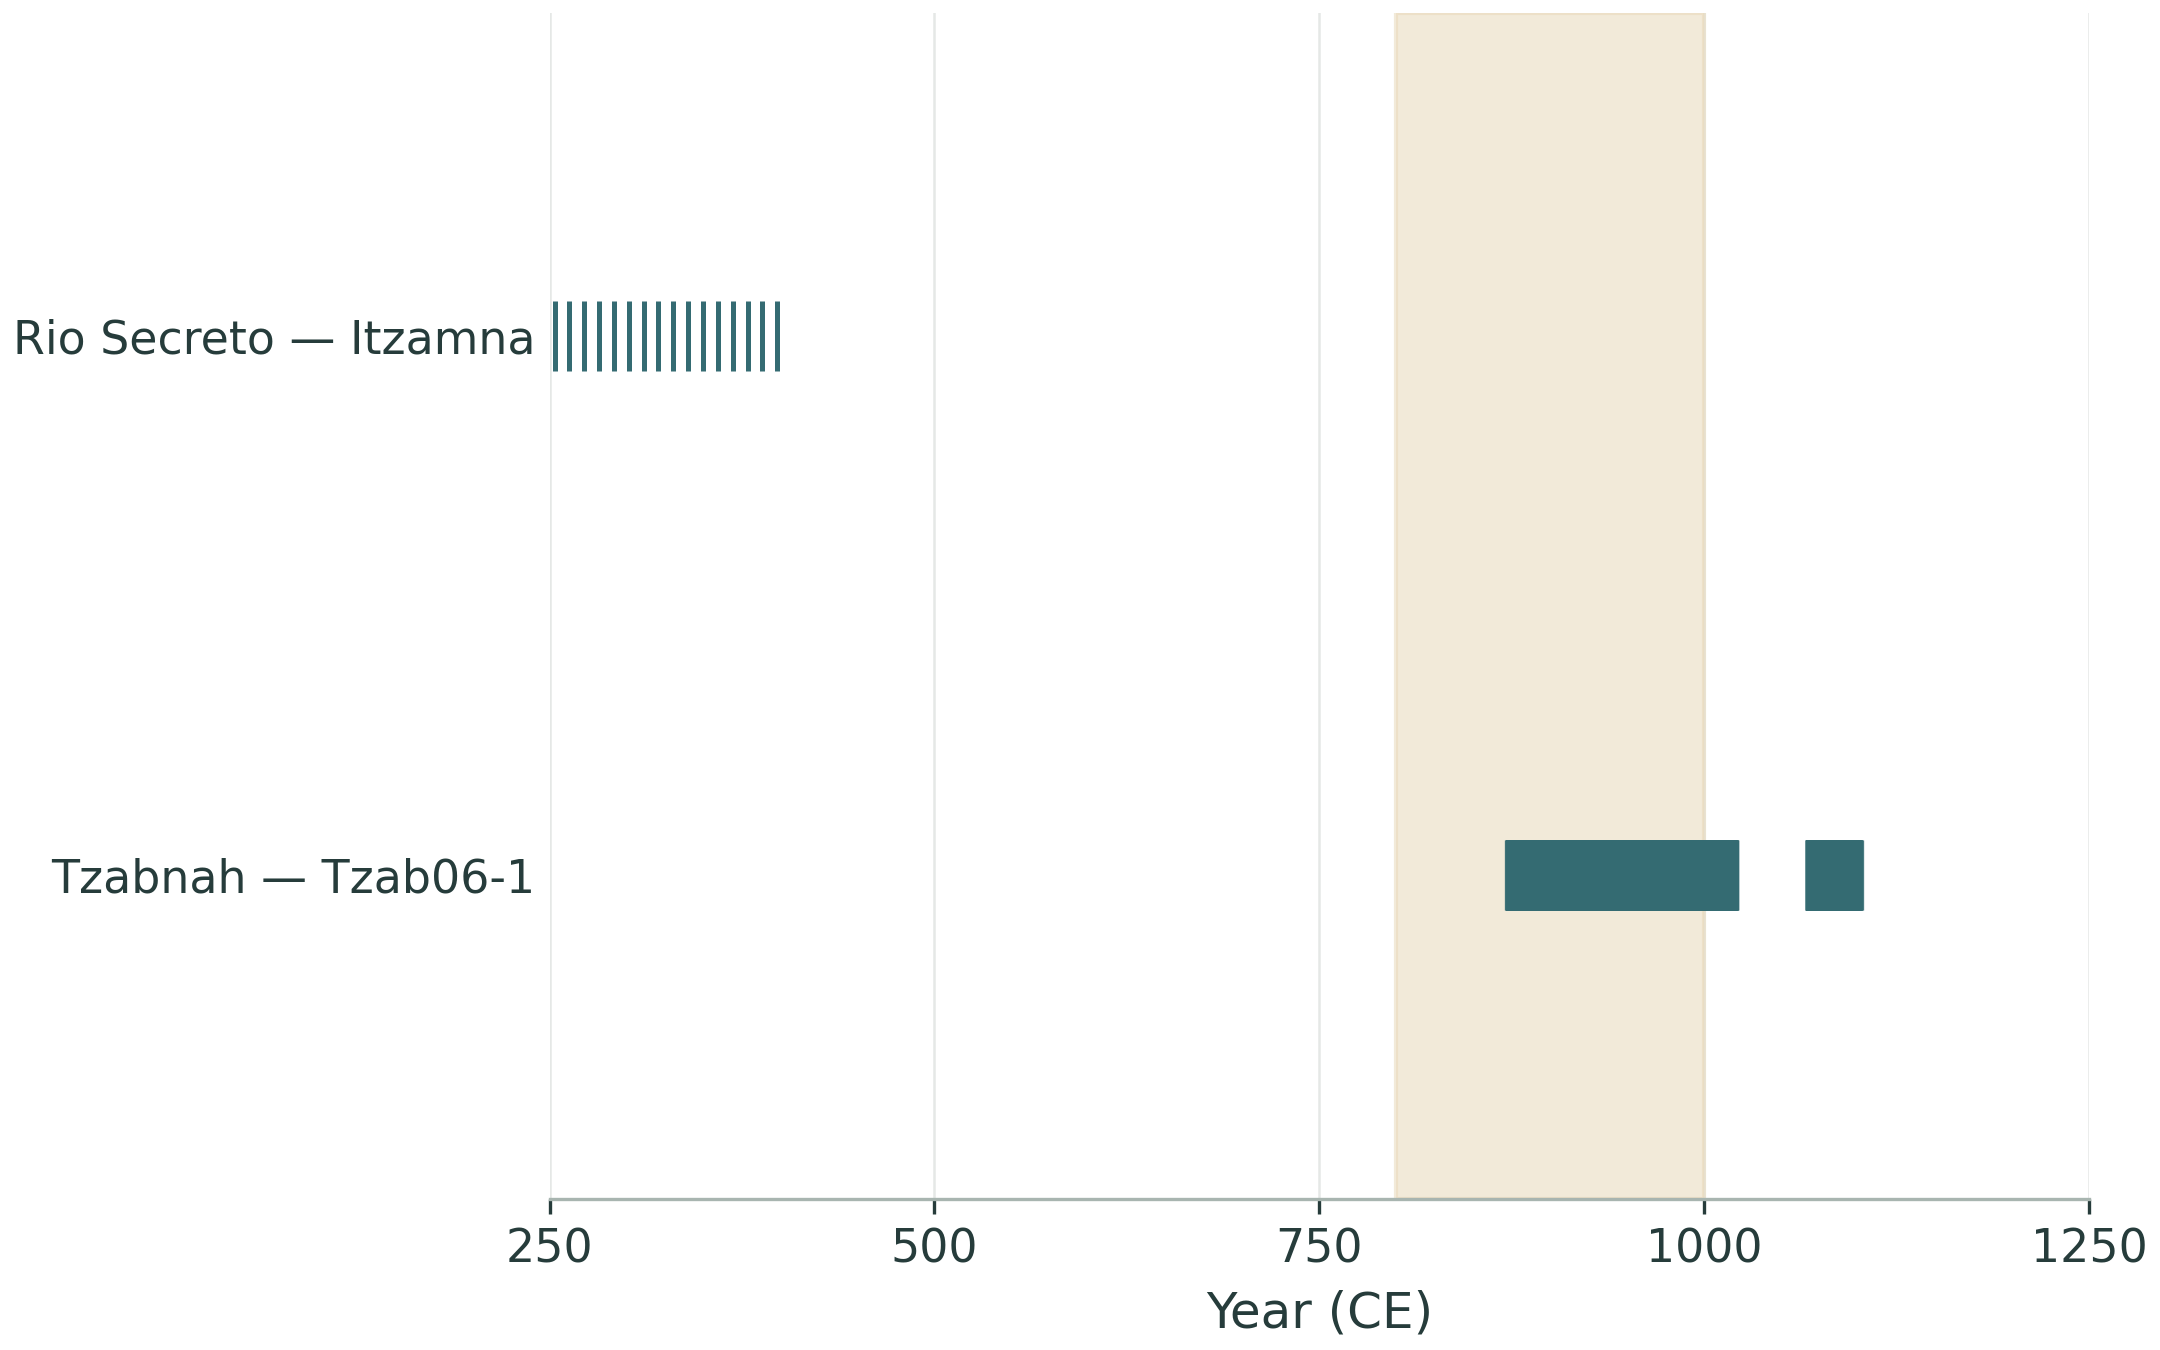 Rio Secreto — Itzamna
Tzabnah — Tzab06-1
250 500 750 1000 1250
Year (CE)